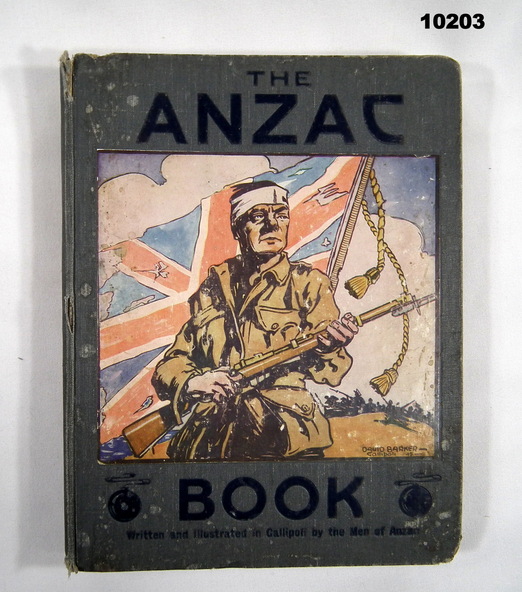 10203
THE
ANZAC
DAVID BARKER
BOOK
Written and Illustrated in Gallipoli by the Men of Anzac